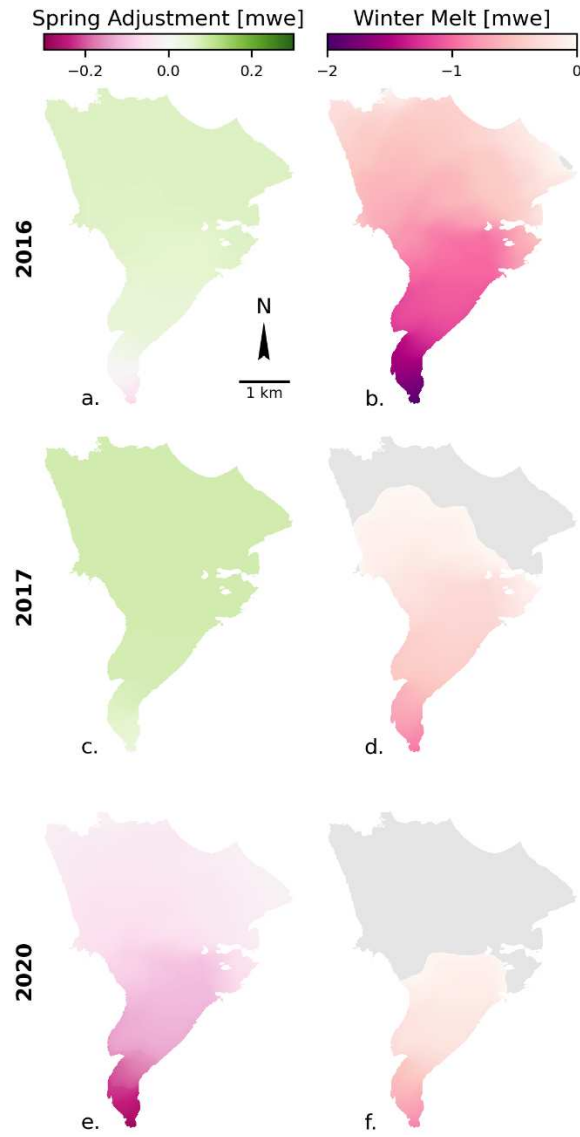 Spring Adjustment [mwe] Winter Melt [mwe]
−0.2 0.0 0.2 −2 −1 0
2016
N
1 km
a. b.
2017
c. d.
2020
e. f.